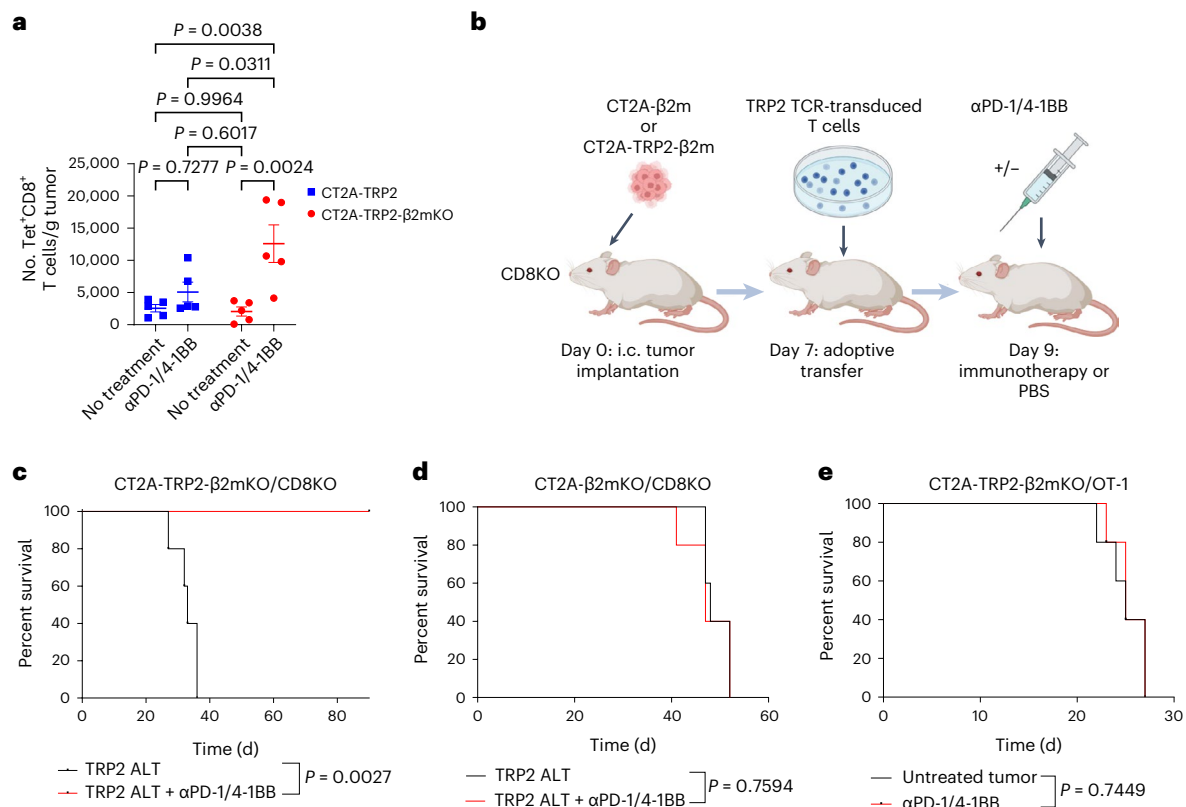 a
P = 0.0038
P = 0.0311
P = 0.9964
P = 0.6017
P = 0.7277
P = 0.0024
No. Tet⁺CD8⁺
T cells/g tumor
25,000
20,000
15,000
10,000
5,000
0
No treatment
αPD-1/4-1BB
No treatment
αPD-1/4-1BB
CT2A-TRP2
CT2A-TRP2-β2mKO
b
CT2A-β2m
or
CT2A-TRP2-β2m
TRP2 TCR-transduced
T cells
αPD-1/4-1BB
+/−
CD8KO
Day 0: i.c. tumor
implantation
Day 7: adoptive
transfer
Day 9:
immunotherapy or
PBS
c
CT2A-TRP2-β2mKO/CD8KO
Percent survival
100
80
60
40
20
0
0 20 40 60 80
Time (d)
TRP2 ALT
TRP2 ALT + αPD-1/4-1BB
P = 0.0027
d
CT2A-β2mKO/CD8KO
Percent survival
100
80
60
40
20
0
0 20 40 60
Time (d)
TRP2 ALT
TRP2 ALT + αPD-1/4-1BB
P = 0.7594
e
CT2A-TRP2-β2mKO/OT-1
Percent survival
100
80
60
40
20
0
0 10 20 30
Time (d)
Untreated tumor
αPD-1/4-1BB
P = 0.7449